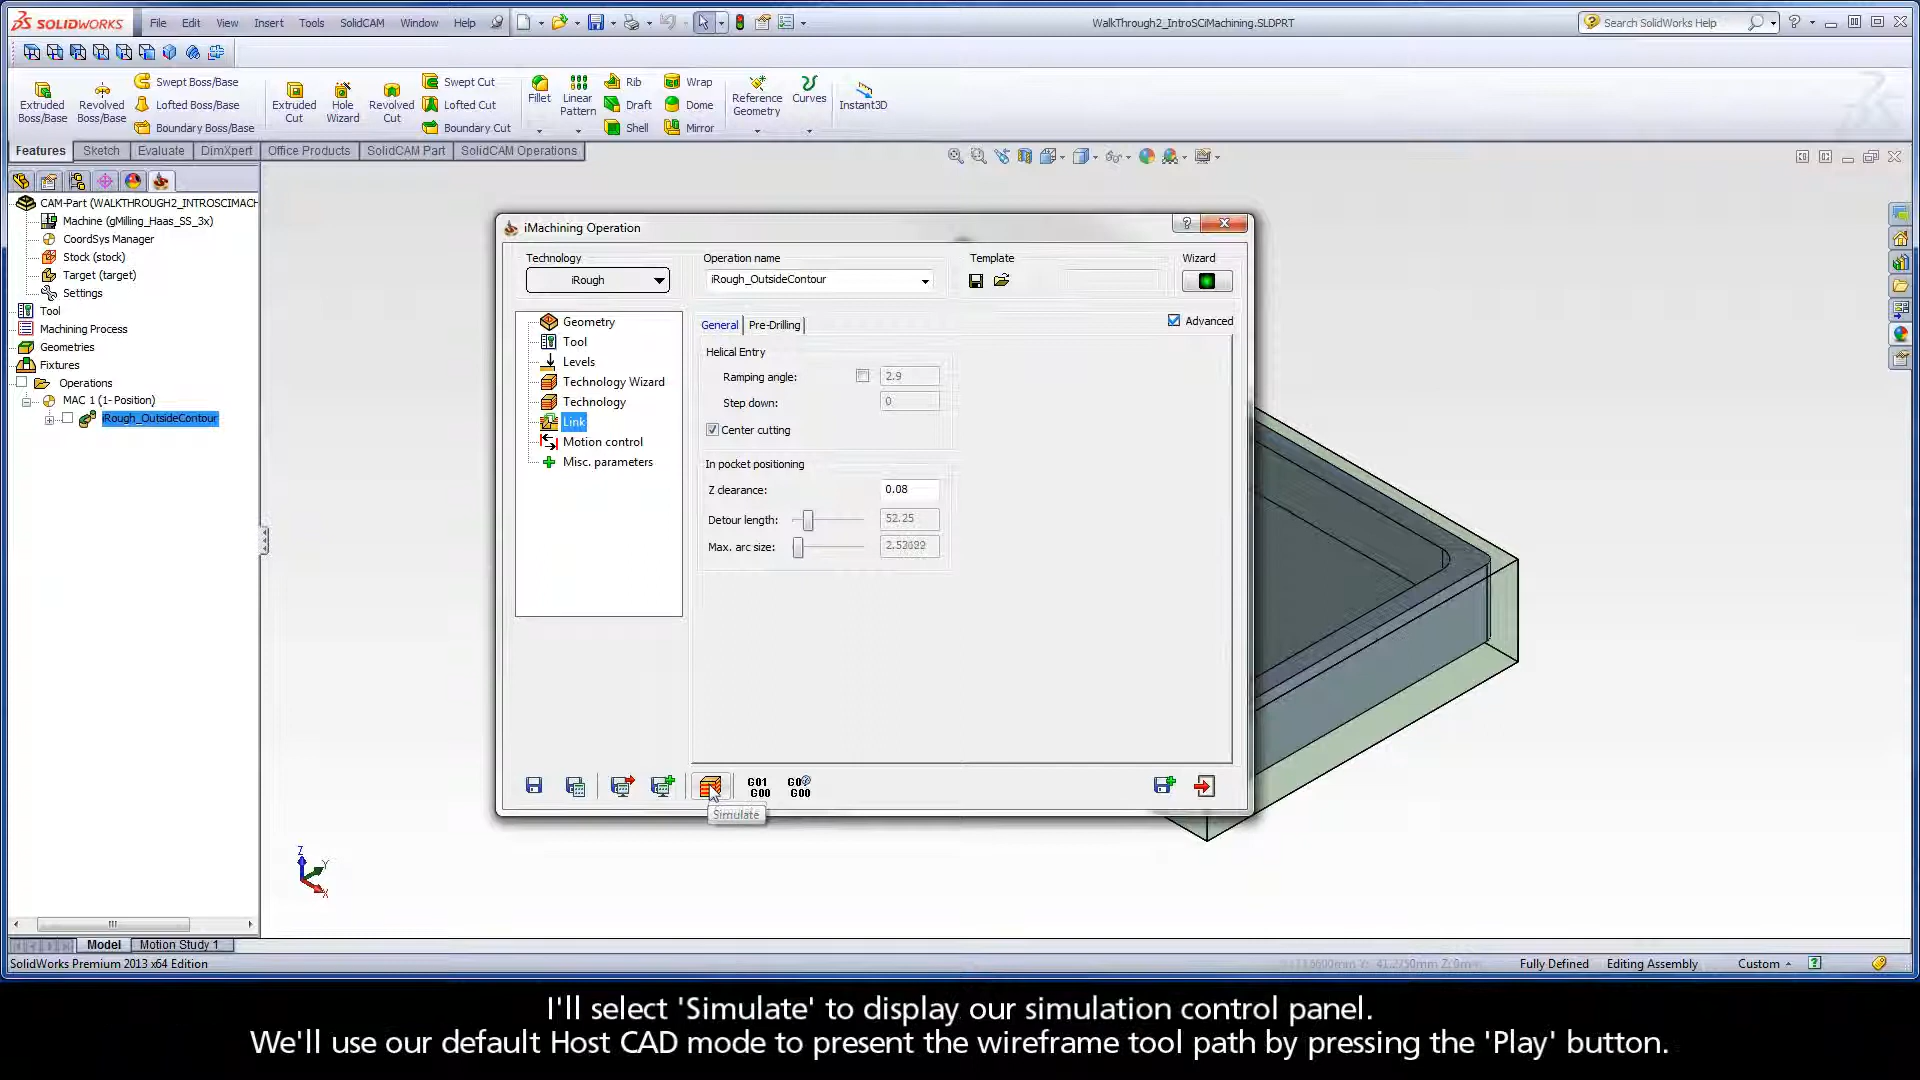 SOLIDWORKS File Edit View Insert Tools SolidCAM Window Help WalkThrough2_IntroSCiMachining.SLDPRT Search SolidWorks Help
Extruded Boss/Base
Revolved Boss/Base
Swept Boss/Base
Lofted Boss/Base
Boundary Boss/Base
Extruded Cut
Hole Wizard
Revolved Cut
Swept Cut
Lofted Cut
Boundary Cut
Fillet
Linear Pattern
Rib
Draft
Shell
Wrap
Dome
Mirror
Reference Geometry
Curves
Instant3D
Features Sketch Evaluate DimXpert Office Products SolidCAM Part SolidCAM Operations
CAM-Part (WALKTHROUGH2_INTROSCIMACH
Machine (gMilling_Haas_SS_3x)
CoordSys Manager
Stock (stock)
Target (target)
Settings
Tool
Machining Process
Geometries
Fixtures
Operations
MAC 1 (1- Position)
iRough_OutsideContour
iMachining Operation
Technology
iRough
Operation name
iRough_OutsideContour
Template
Wizard
Geometry
Tool
Levels
Technology Wizard
Technology
Link
Motion control
Misc. parameters
General Pre-Drilling
Advanced
Helical Entry
Ramping angle: 2.9
Step down: 0
Center cutting
In pocket positioning
Z clearance: 0.08
Detour length: 52.25
Max. arc size:
G01 G00
G00
Simulate
Z
Y
X
Model Motion Study 1
SolidWorks Premium 2013 x64 Edition
Fully Defined Editing Assembly Custom
I'll select 'Simulate' to display our simulation control panel.
We'll use our default Host CAD mode to present the wireframe tool path by pressing the 'Play' button.